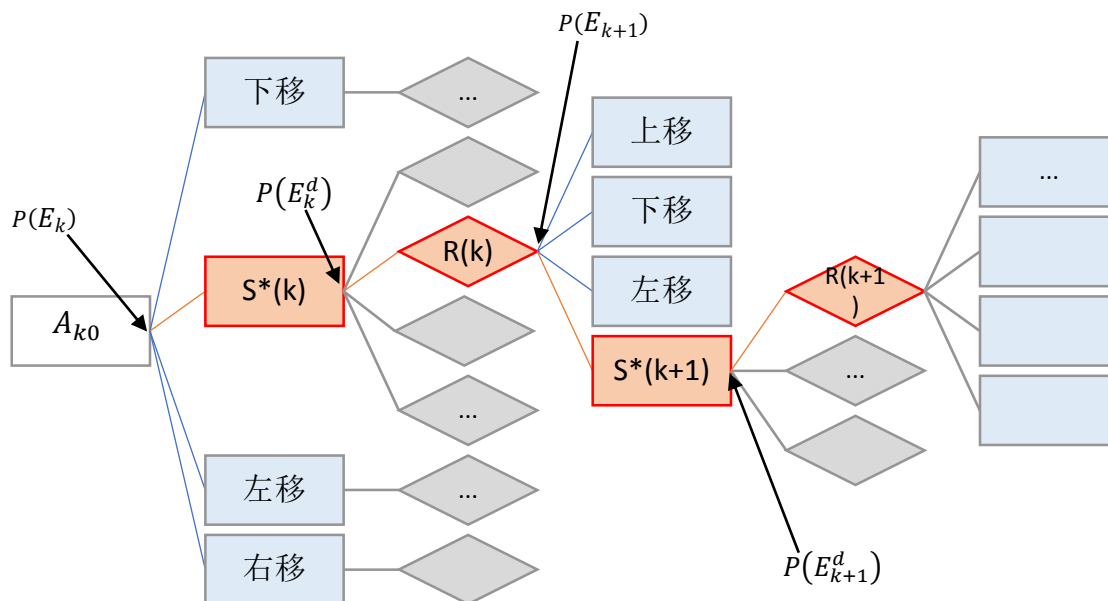 P(E_{k+1})
下移
...
上移
...
P(E_k^d)
P(E_k)
下移
R(k)
S*(k)
左移
R(k+1
)
A_{k0}
S*(k+1)
...
...
左移
...
P(E_{k+1}^d)
右移